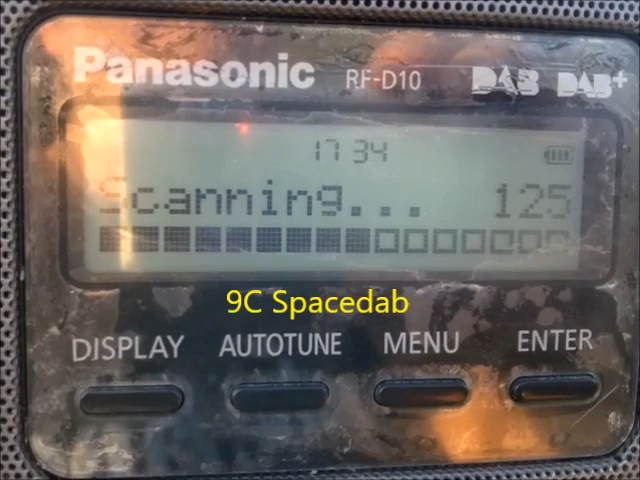 Panasonic RF-D10 DAB DAB+
17 34
Scanning... 125
9C Spacedab
DISPLAY AUTOTUNE MENU ENTER